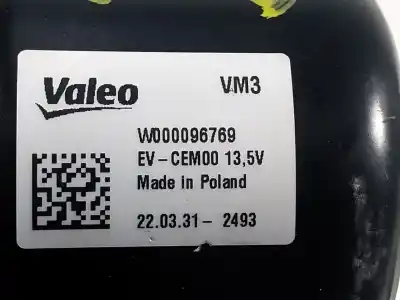 Valeo VM3
W000096769
EV-CEM00 13,5V
Made in Poland
22.03.31- 2493